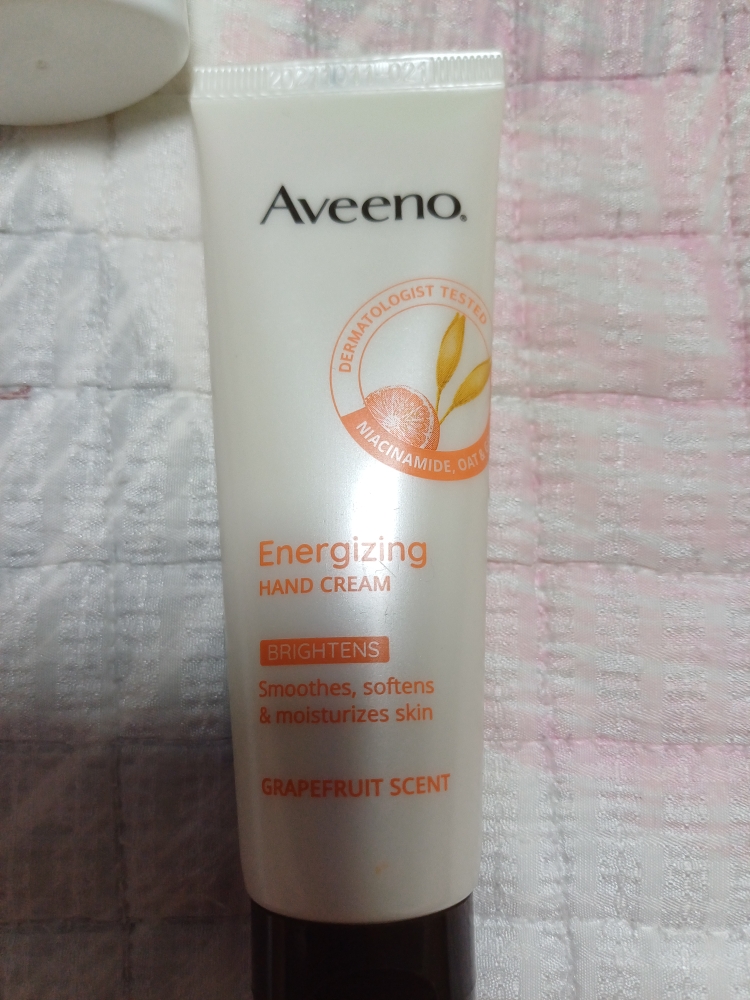 Aveeno®
DERMATOLOGIST TESTED
NIACINAMIDE, OAT &
Energizing
HAND CREAM
BRIGHTENS
Smoothes, softens
& moisturizes skin
GRAPEFRUIT SCENT